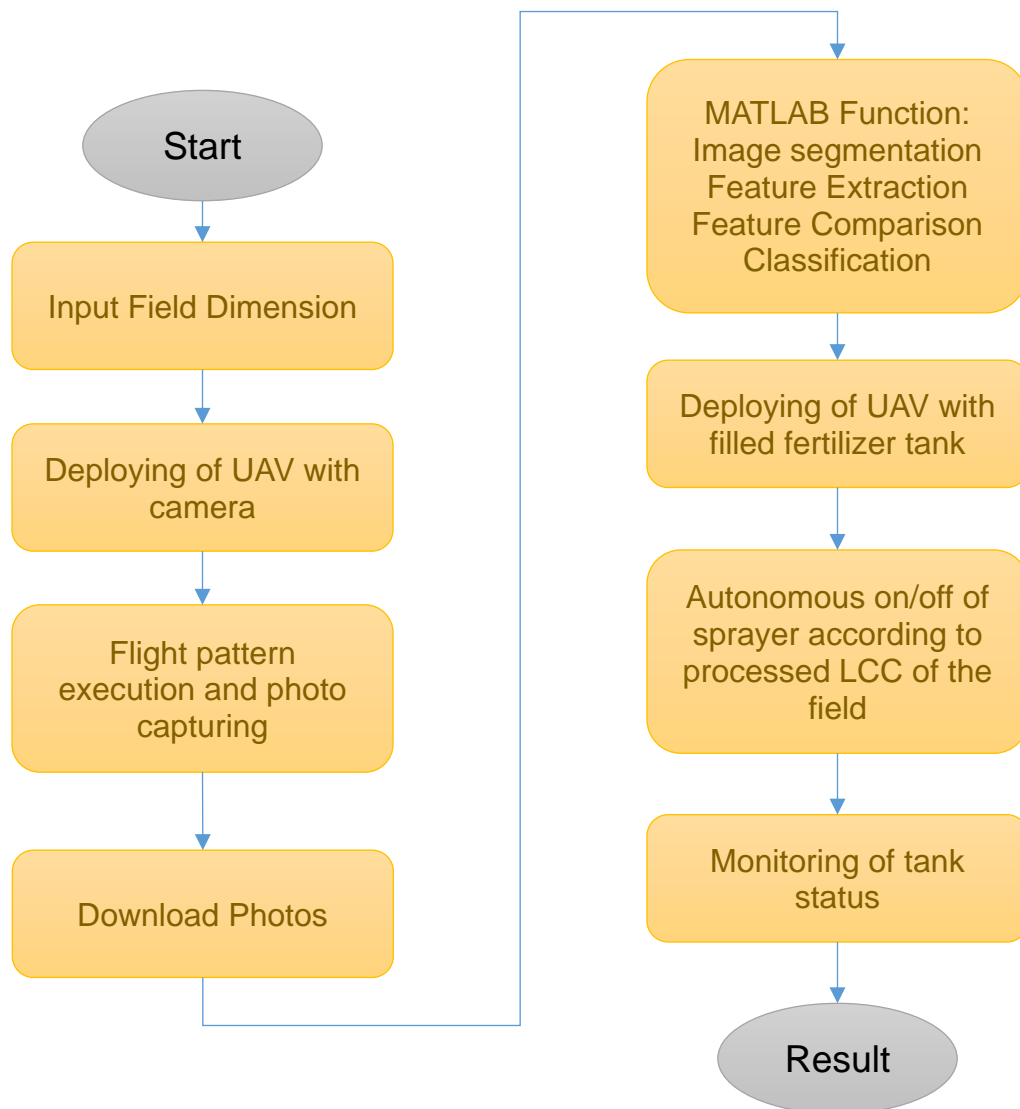 Start
Input Field Dimension
Deploying of UAV with
camera
Flight pattern
execution and photo
capturing
Download Photos
MATLAB Function:
Image segmentation
Feature Extraction
Feature Comparison
Classification
Deploying of UAV with
filled fertilizer tank
Autonomous on/off of
sprayer according to
processed LCC of the
field
Monitoring of tank
status
Result